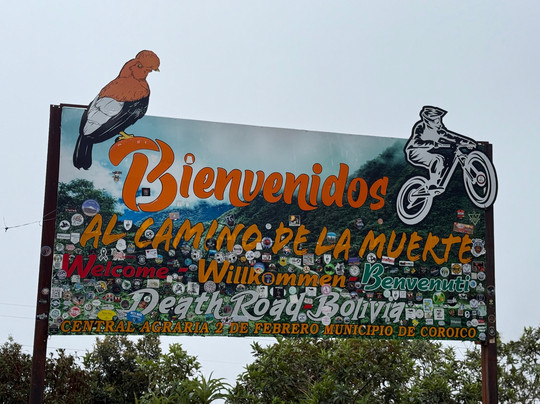 Bienvenidos
AL CAMINO DE LA MUERTE
Welcome - Willkommen - Benvenuti
Death Road Bolivia
CENTRAL AGRARIA 2 DE FEBRERO MUNICIPIO DE COROICO